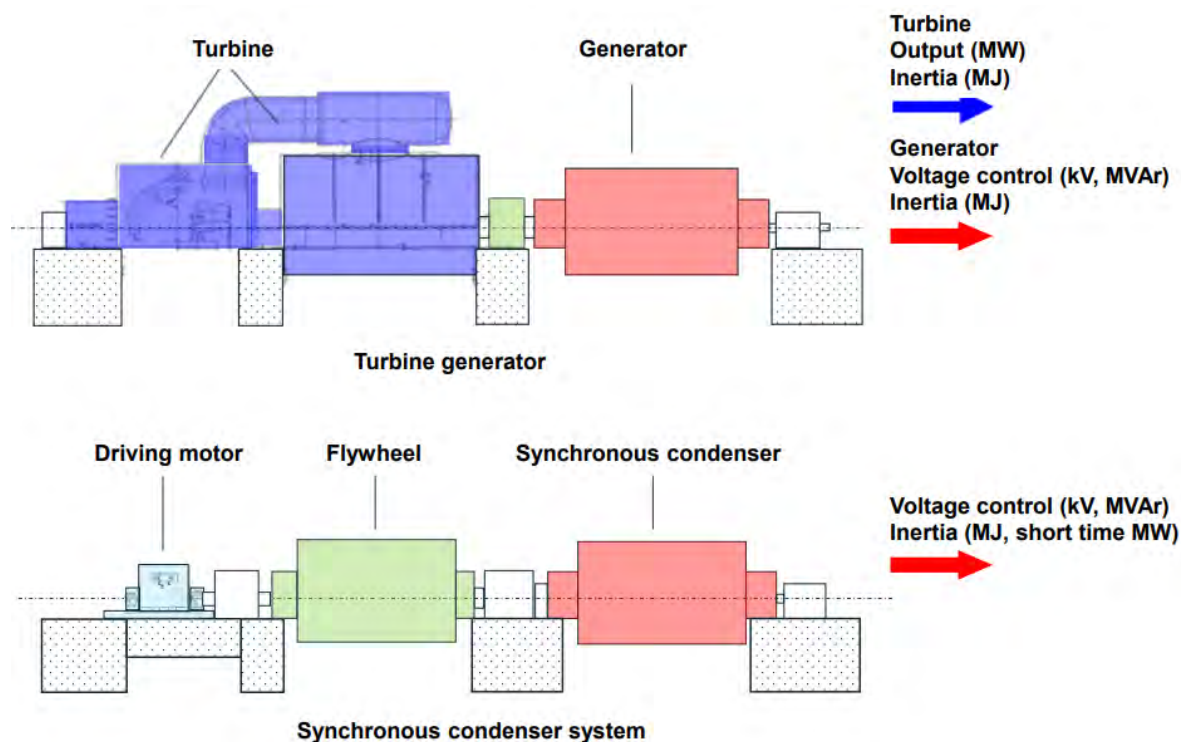 Turbine
Generator
Turbine
Output (MW)
Inertia (MJ)
Generator
Voltage control (kV, MVAr)
Inertia (MJ)
Turbine generator
Driving motor
Flywheel
Synchronous condenser
Voltage control (kV, MVAr)
Inertia (MJ, short time MW)
Synchronous condenser system